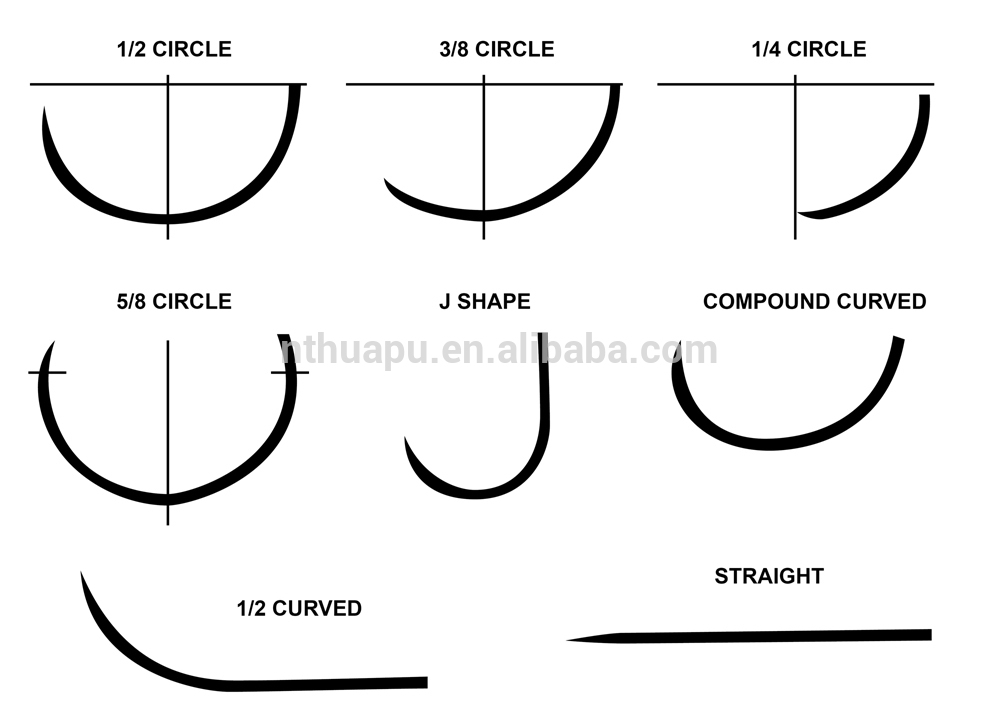 1/2 CIRCLE
3/8 CIRCLE
1/4 CIRCLE
5/8 CIRCLE
J SHAPE
COMPOUND CURVED
nthuapu.en.alibaba.com
1/2 CURVED
STRAIGHT